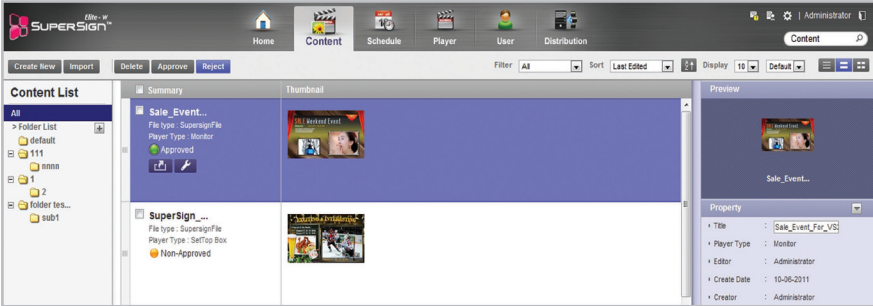 Elite - W
SUPERSIGN™
Administrator
Home Content Schedule Player User Distribution
Content
Create New Import Delete Approve Reject Filter All Sort Last Edited Display 10 Default
Content List
Summary Thumbnail Preview
All
> Folder List
default
111
nnnn
1
2
folder tes...
sub1
Sale_Event...
File type : SupersignFile
Player Type : Monitor
Approved
SALE Weekend Event
Sale_Event...
SuperSign_...
File type : SupersignFile
Player Type : SetTop Box
Non-Approved
Property
Title : Sale_Event_For_VS
Player Type : Monitor
Editor : Administrator
Create Date : 10-06-2011
Creator : Administrator